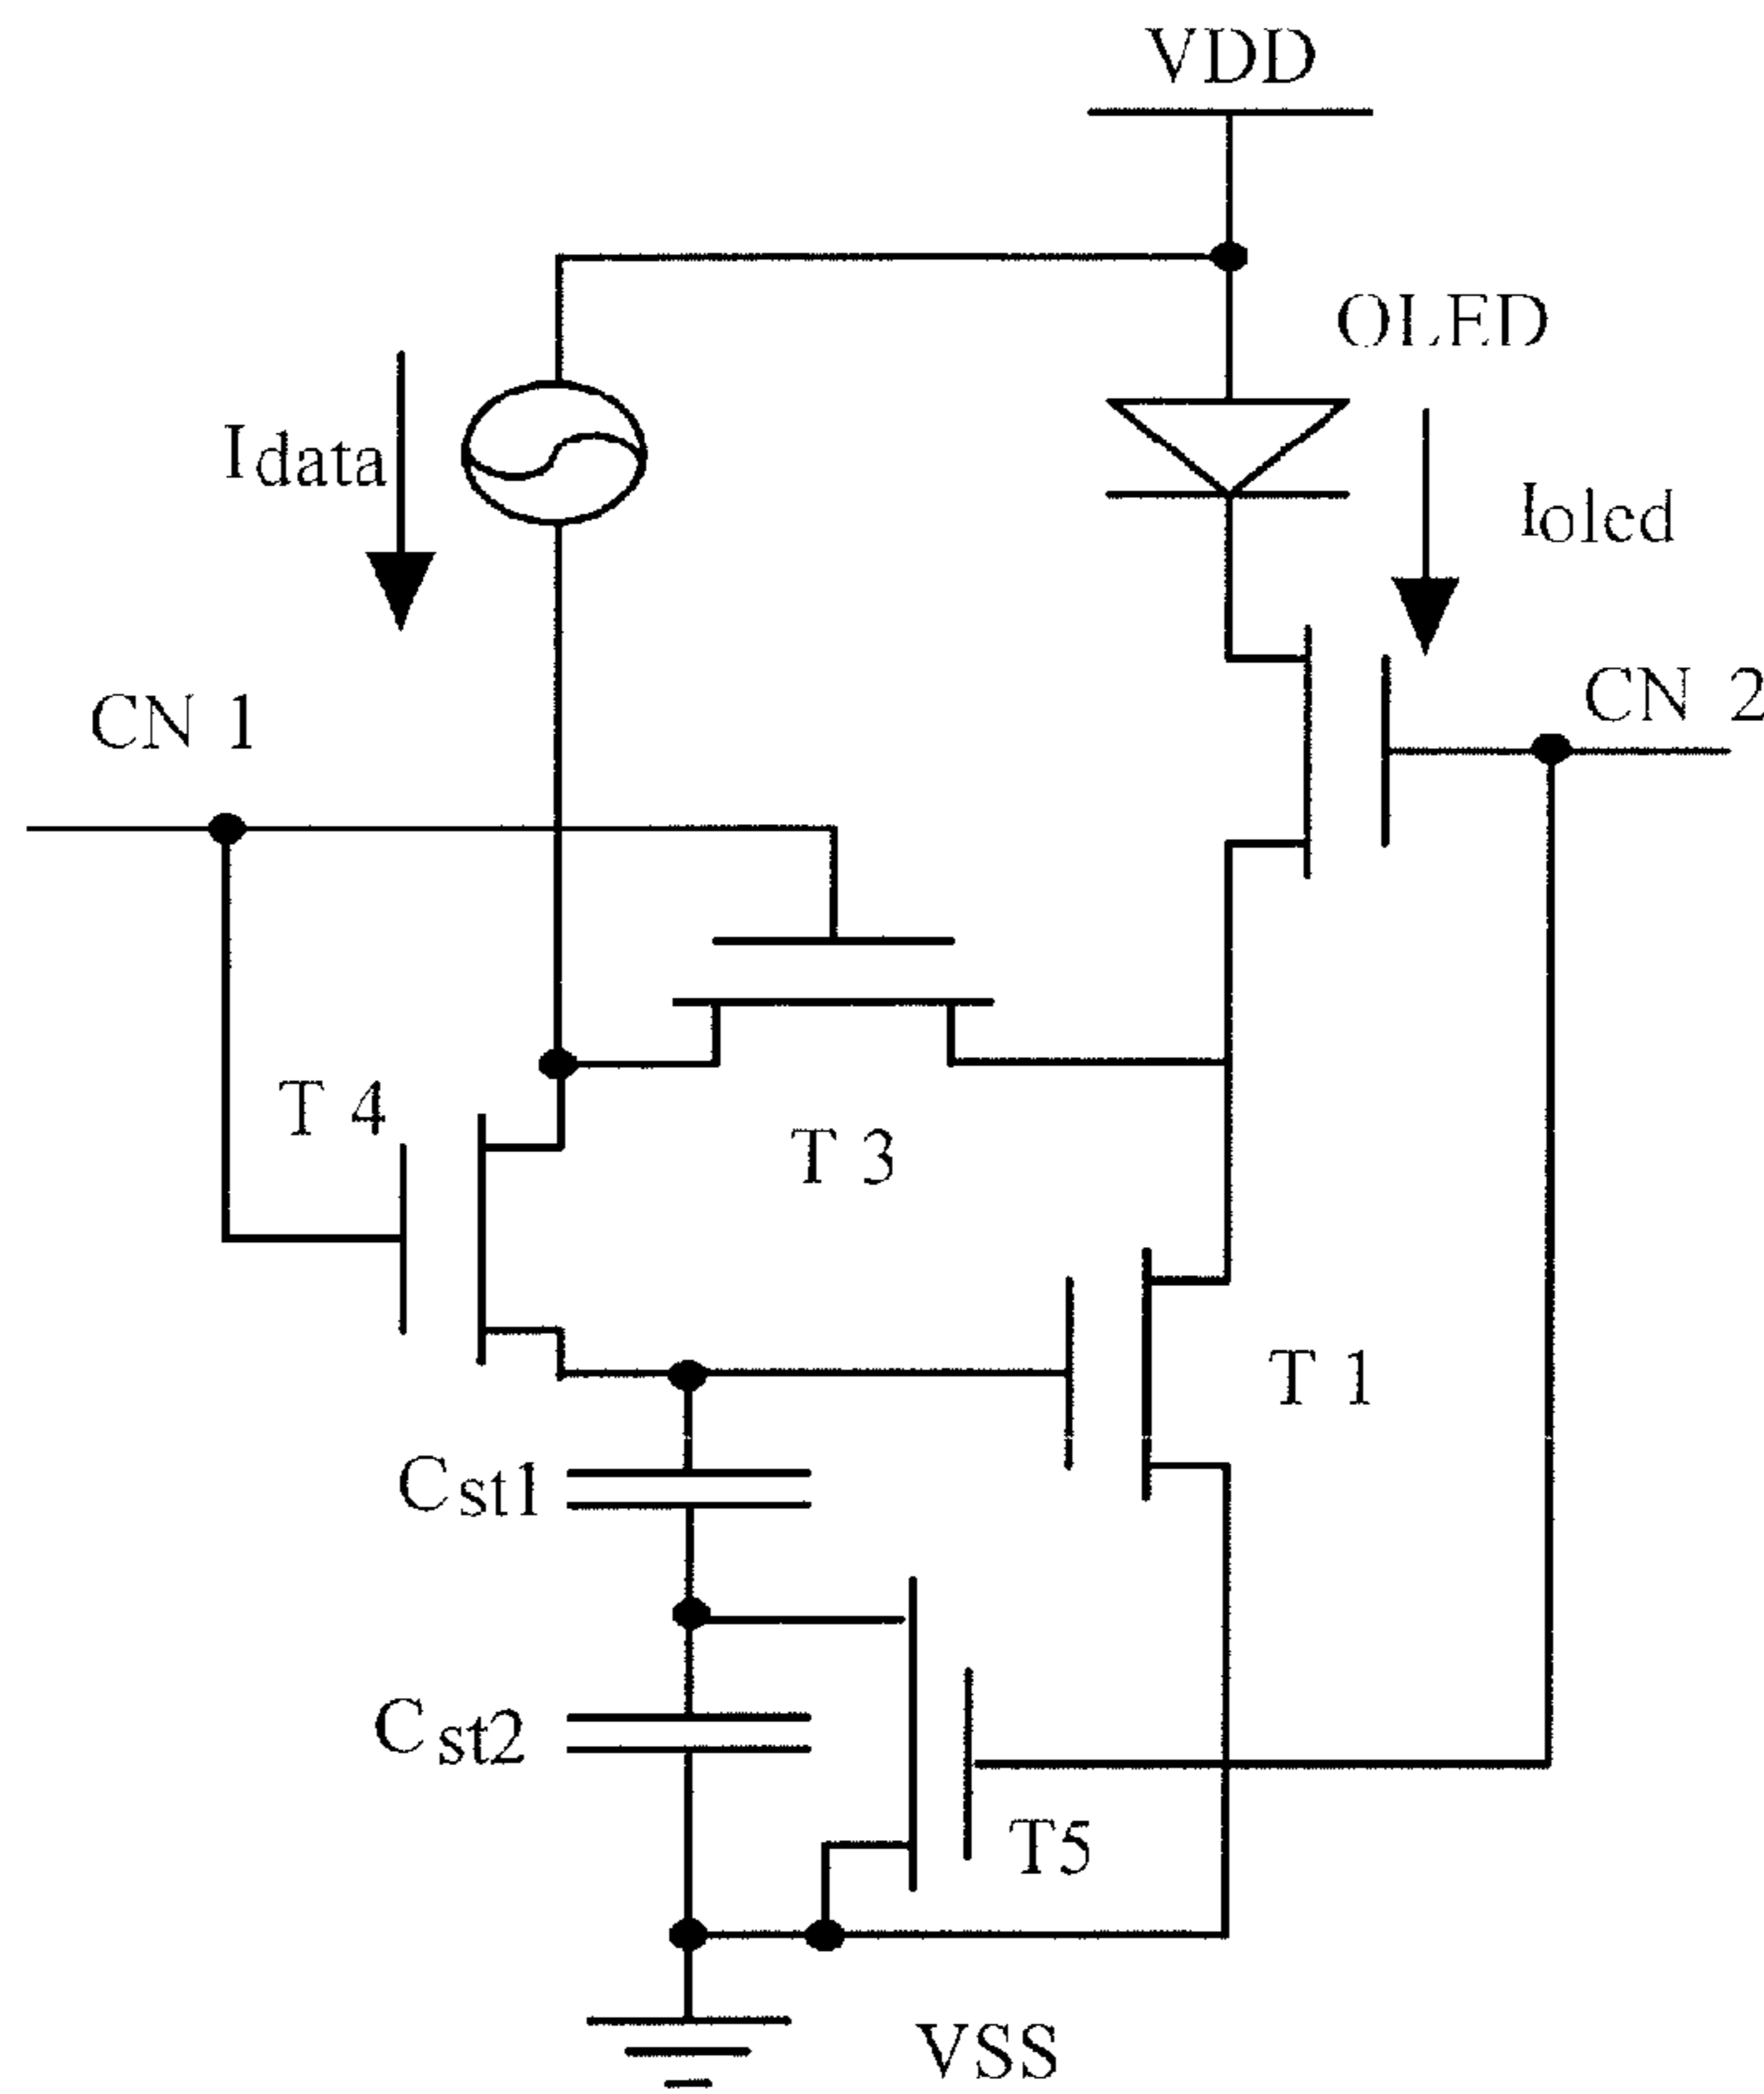 VDD
OLED
Idata
Ioled
CN 2
CN 1
T 4
T 3
T 1
Cst1
Cst2
T5
VSS